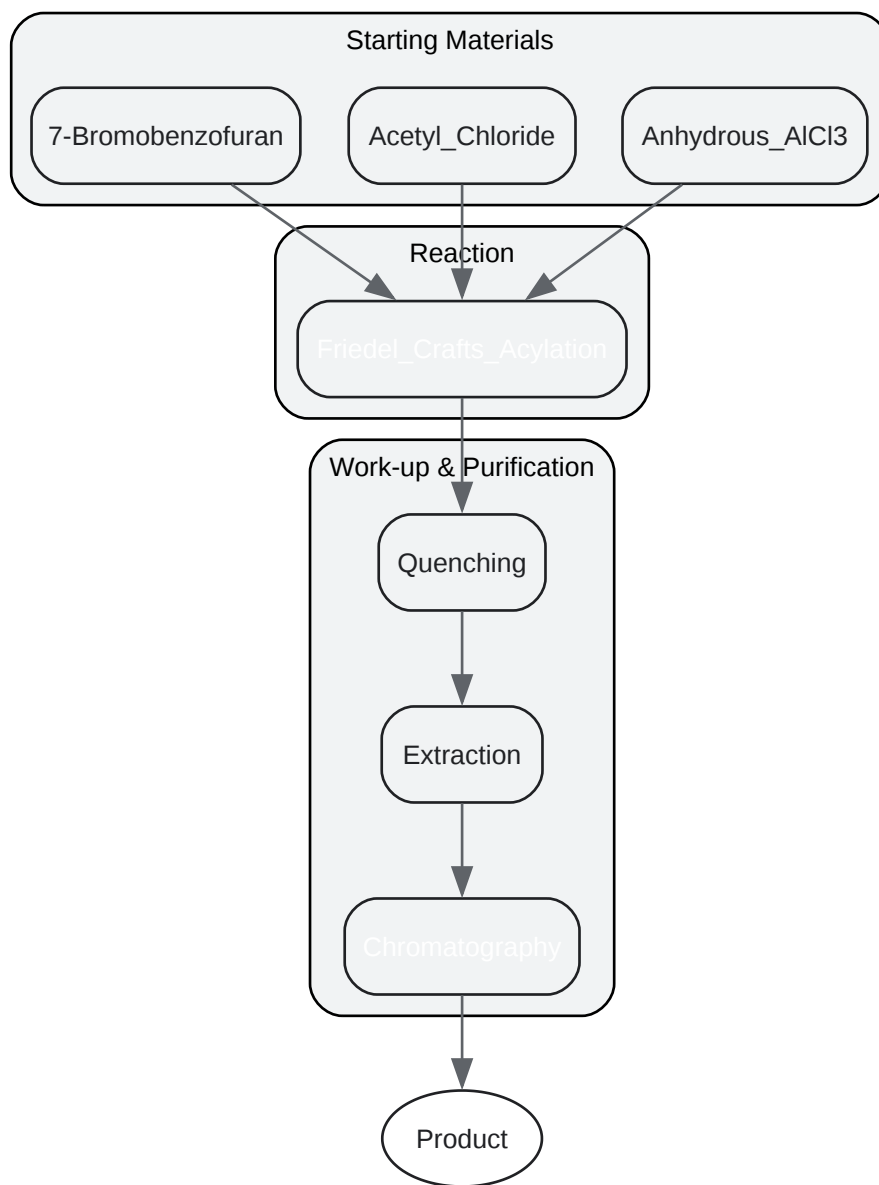 Starting Materials
7-Bromobenzofuran
Acetyl_Chloride
Anhydrous_AlCl3
Reaction
Friedel_Crafts_Acylation
Work-up & Purification
Quenching
Extraction
Chromatography
Product